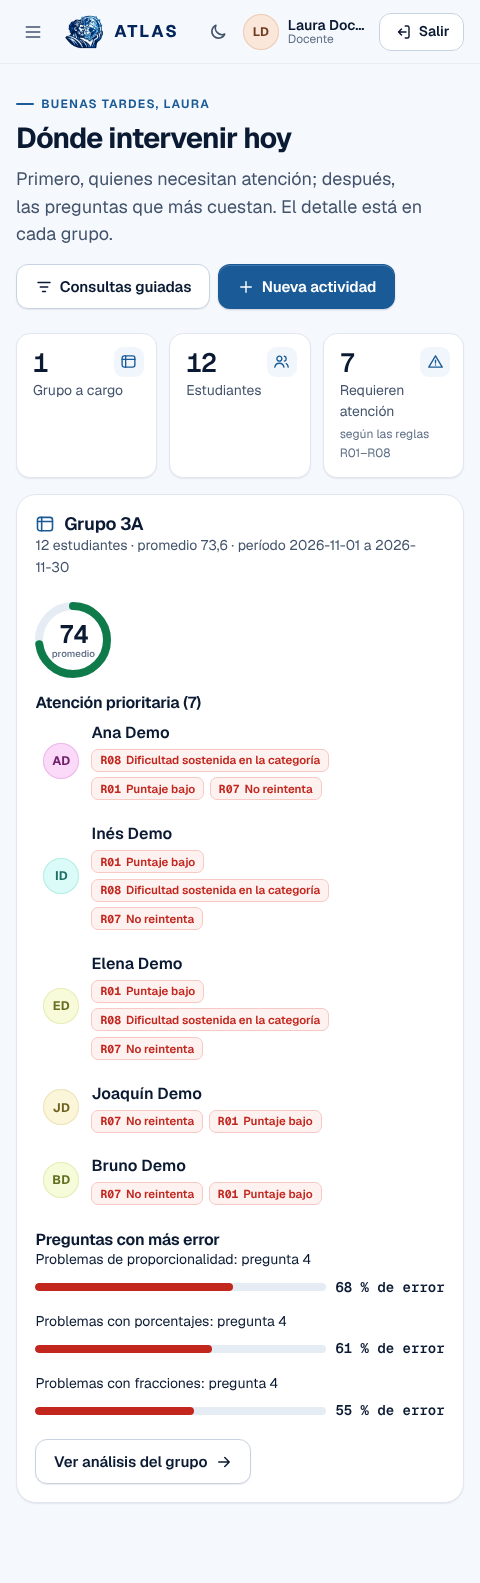 ATLAS
LD
Laura Doc...
Docente
Salir
BUENAS TARDES, LAURA
Dónde intervenir hoy
Primero, quienes necesitan atención; después,
las preguntas que más cuestan. El detalle está en
cada grupo.
Consultas guiadas
Nueva actividad
1
Grupo a cargo
12
Estudiantes
7
Requieren
atención
según las reglas
R01–R08
Grupo 3A
12 estudiantes · promedio 73,6 · período 2026-11-01 a 2026-
11-30
74
promedio
Atención prioritaria (7)
AD
Ana Demo
R08 Dificultad sostenida en la categoría
R01 Puntaje bajo
R07 No reintenta
ID
Inés Demo
R01 Puntaje bajo
R08 Dificultad sostenida en la categoría
R07 No reintenta
ED
Elena Demo
R01 Puntaje bajo
R08 Dificultad sostenida en la categoría
R07 No reintenta
JD
Joaquín Demo
R07 No reintenta
R01 Puntaje bajo
BD
Bruno Demo
R07 No reintenta
R01 Puntaje bajo
Preguntas con más error
Problemas de proporcionalidad: pregunta 4
68 % de error
Problemas con porcentajes: pregunta 4
61 % de error
Problemas con fracciones: pregunta 4
55 % de error
Ver análisis del grupo